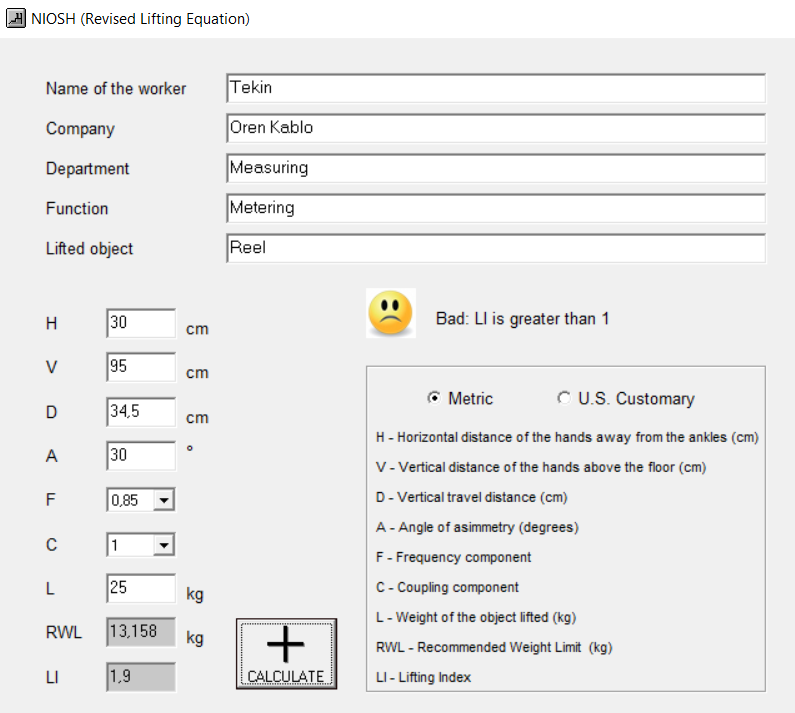 NIOSH (Revised Lifting Equation)
Name of the worker Tekin
Company Oren Kablo
Department Measuring
Function Metering
Lifted object Reel
Bad: LI is greater than 1
H 30 cm
V 95 cm
D 34,5 cm
A 30 °
F 0,85
C 1
L 25 kg
RWL 13,158 kg
LI 1,9
CALCULATE
Metric U.S. Customary
H - Horizontal distance of the hands away from the ankles (cm)
V - Vertical distance of the hands above the floor (cm)
D - Vertical travel distance (cm)
A - Angle of asimmetry (degrees)
F - Frequency component
C - Coupling component
L - Weight of the object lifted (kg)
RWL - Recommended Weight Limit (kg)
LI - Lifting Index